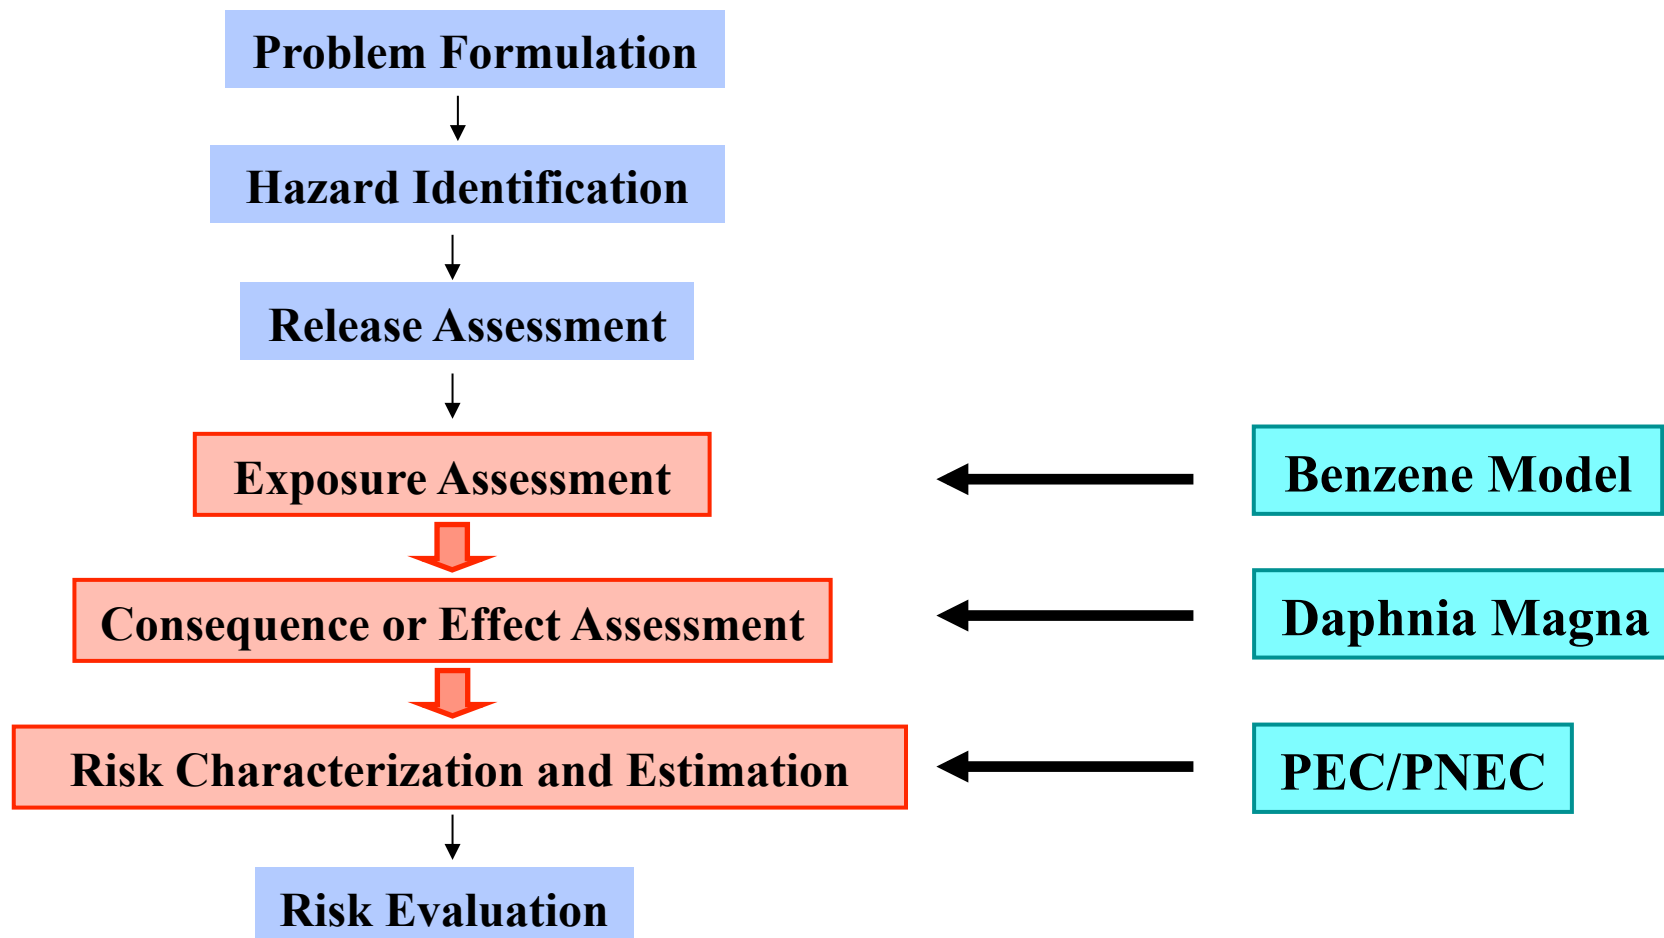 Problem Formulation
Hazard Identification
Release Assessment
Exposure Assessment
Benzene Model
Consequence or Effect Assessment
Daphnia Magna
Risk Characterization and Estimation
PEC/PNEC
Risk Evaluation